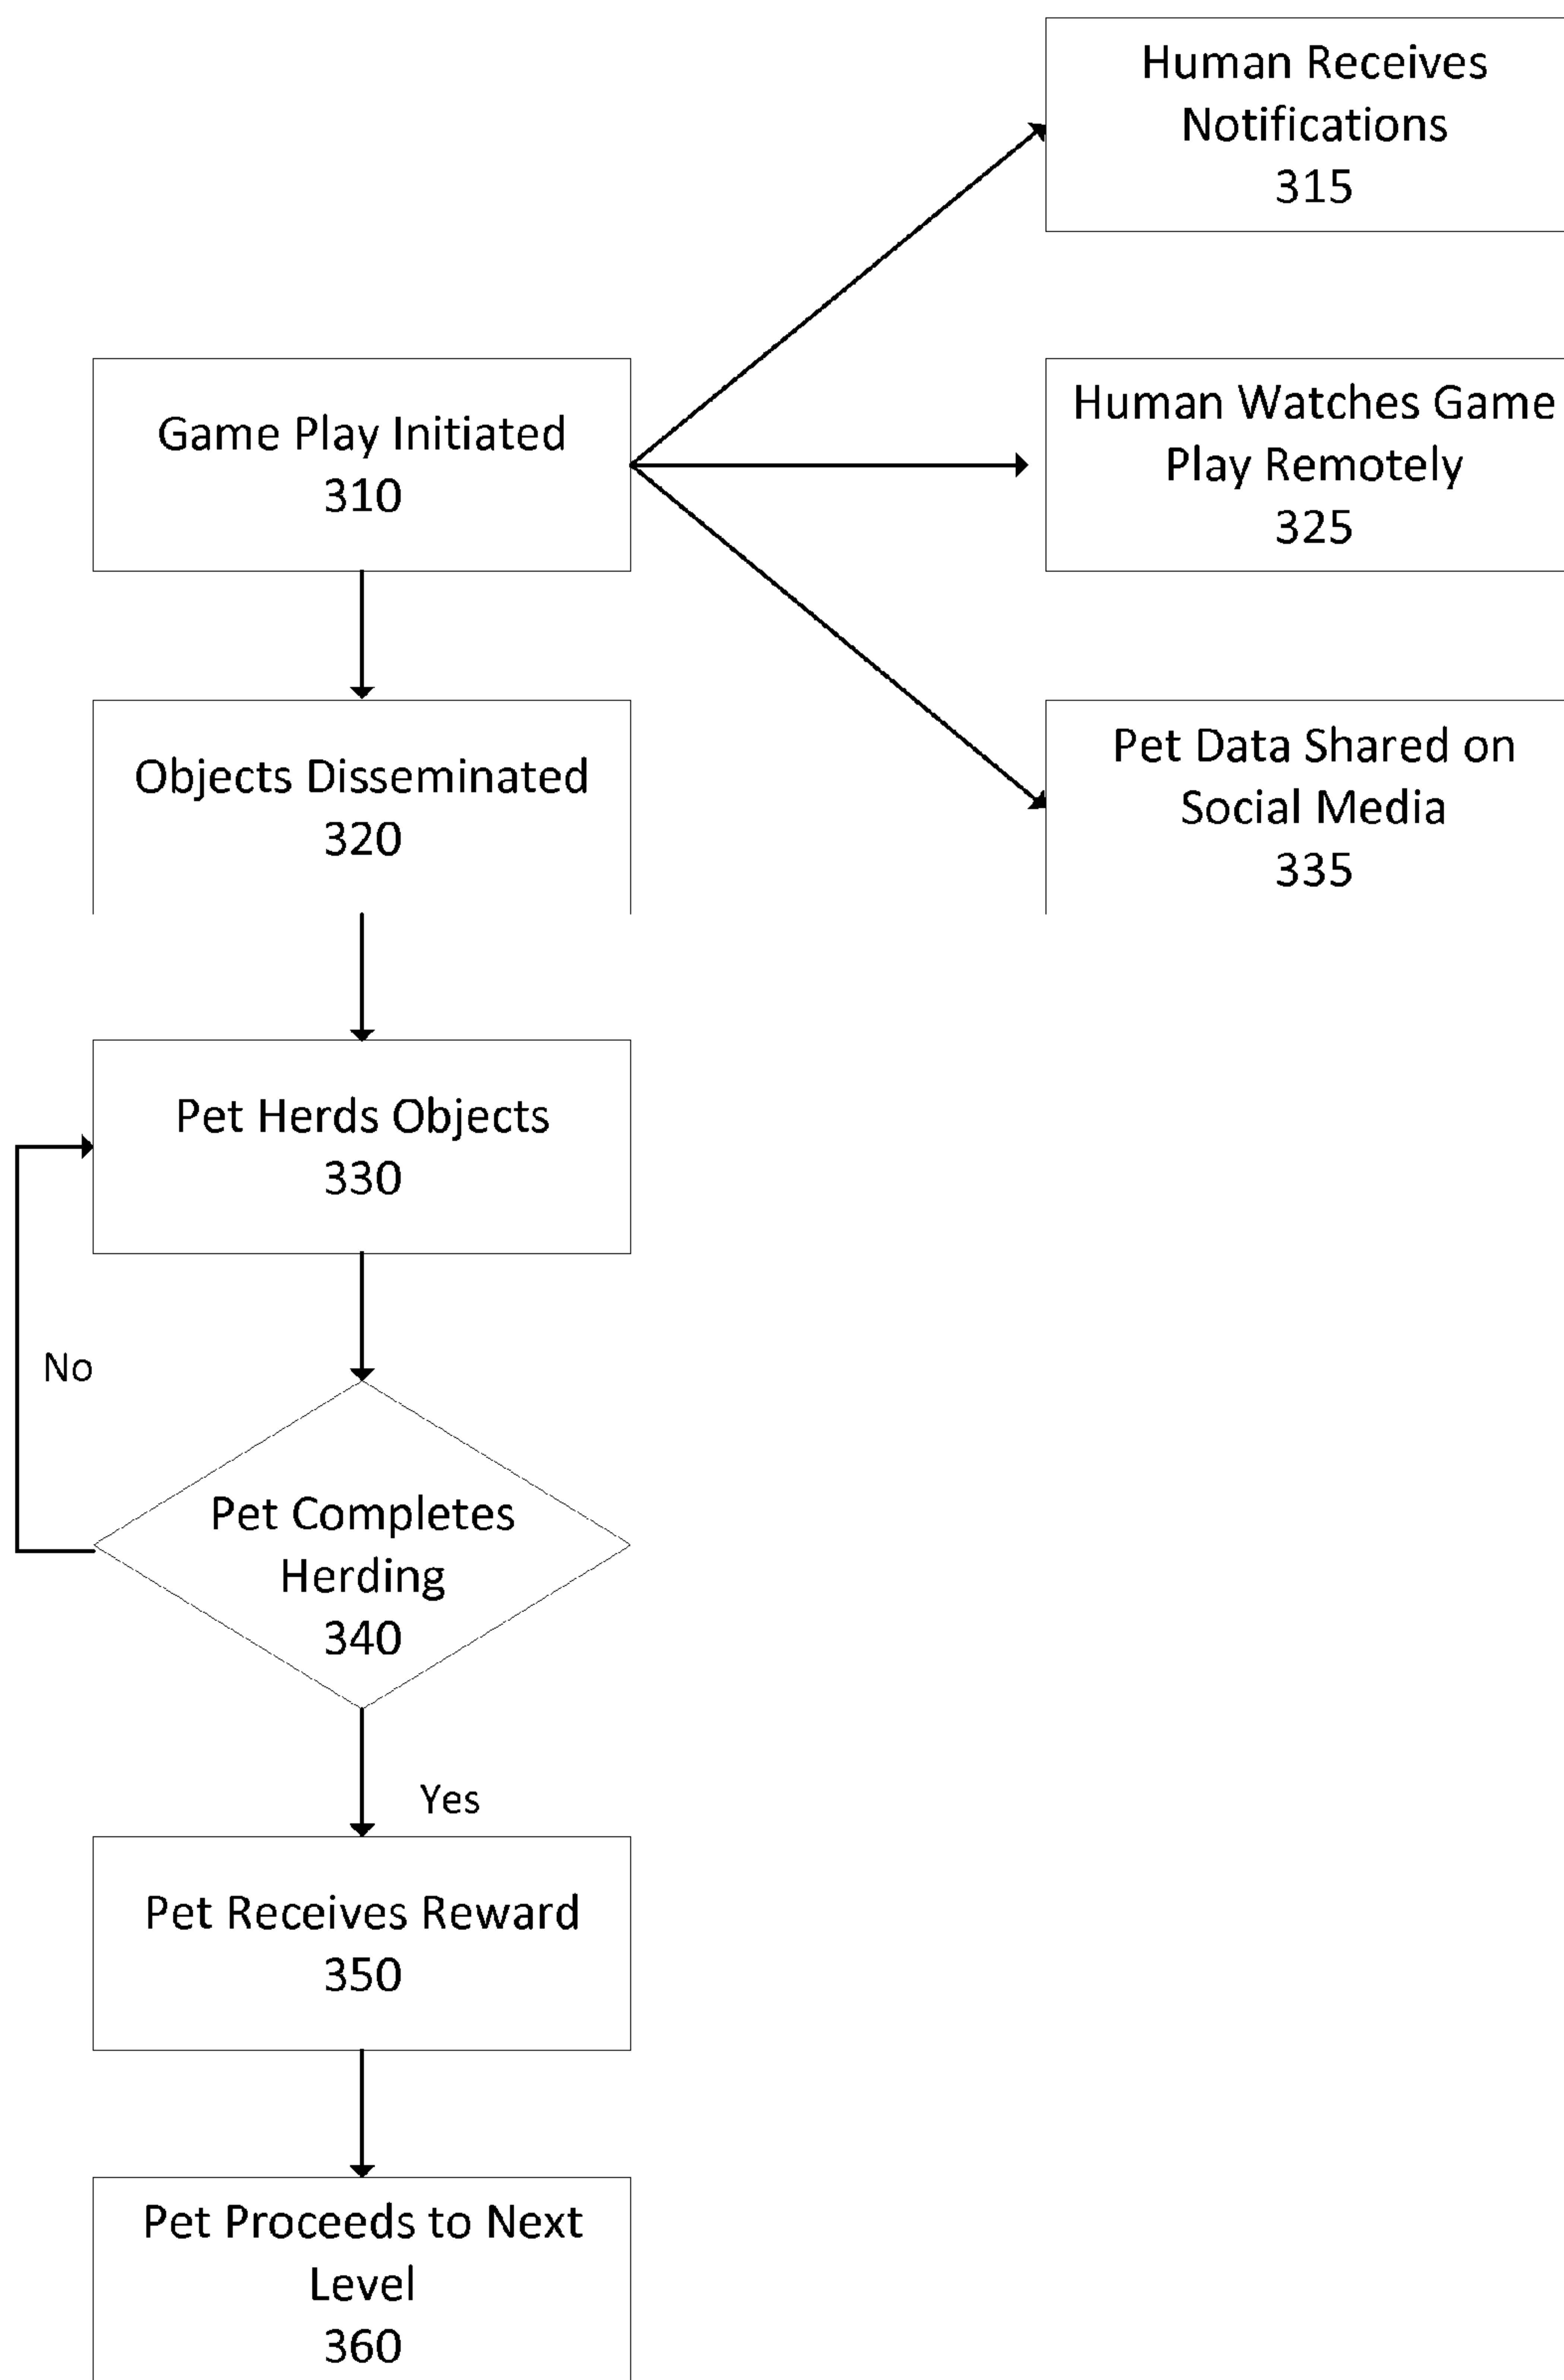 Human Receives
Notifications
315
Game Play Initiated
310
Human Watches Game
Play Remotely
325
Objects Disseminated
320
Pet Data Shared on
Social Media
335
Pet Herds Objects
330
No
Pet Completes
Herding
340
Yes
Pet Receives Reward
350
Pet Proceeds to Next
Level
360